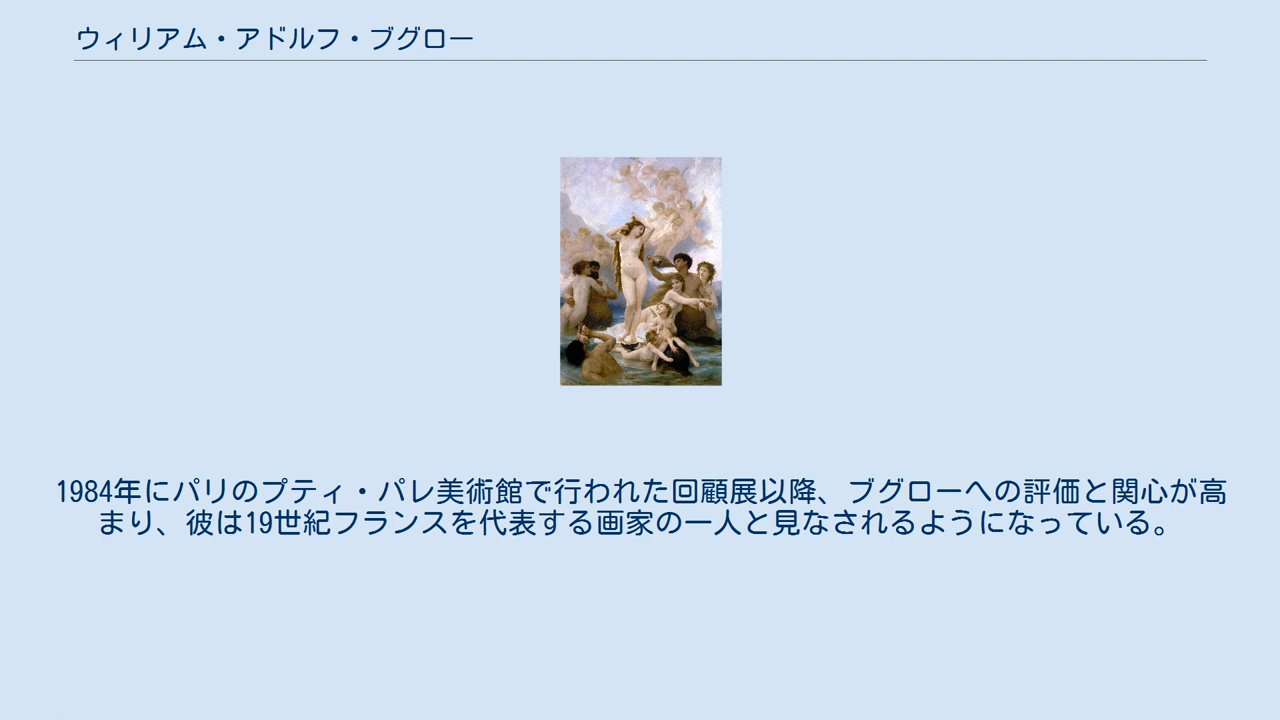 ウィリアム・アドルフ・ブグロー
1984年にパリのプティ・パレ美術館で行われた回顧展以降、ブグローへの評価と関心が高
まり、彼は19世紀フランスを代表する画家の一人と見なされるようになっている。